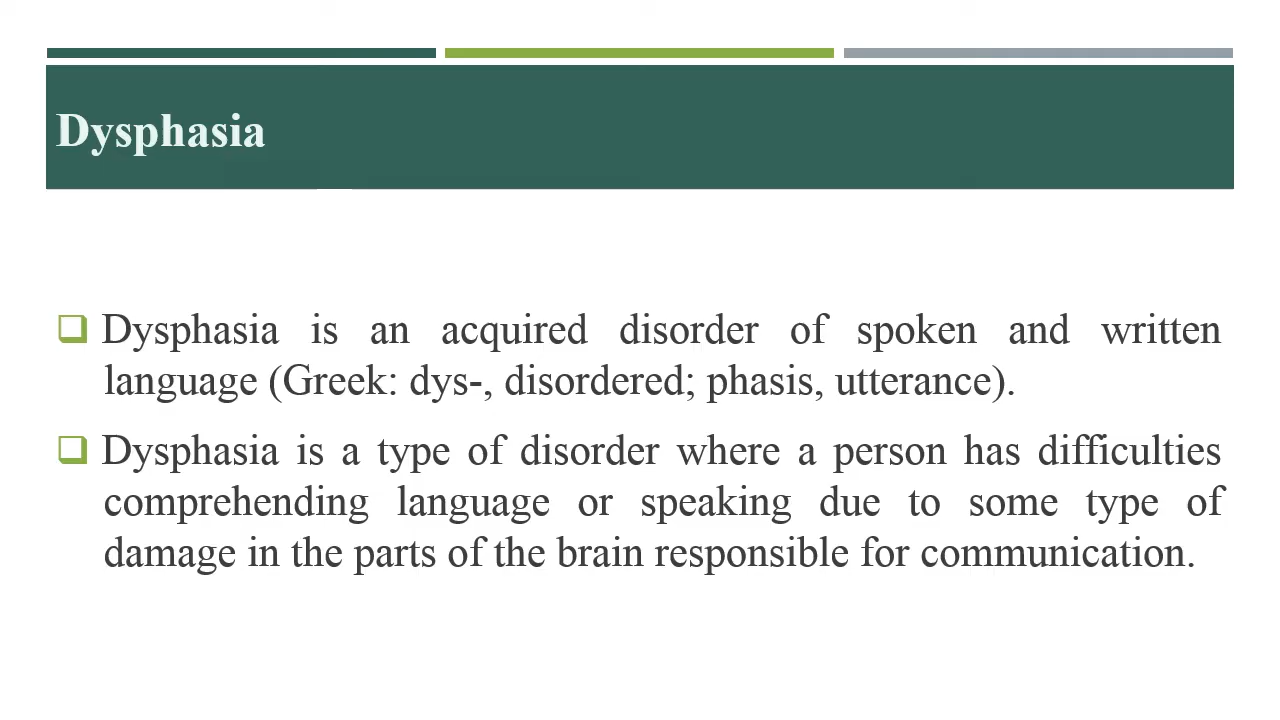 Dysphasia
Dysphasia is an acquired disorder of spoken and written
language (Greek: dys-, disordered; phasis, utterance).
Dysphasia is a type of disorder where a person has difficulties
comprehending language or speaking due to some type of
damage in the parts of the brain responsible for communication.